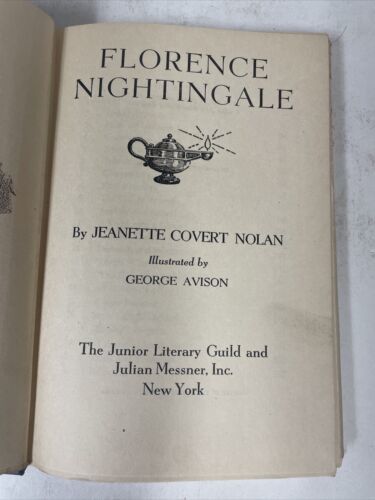 FLORENCE
NIGHTINGALE
By JEANETTE COVERT NOLAN
Illustrated by
GEORGE AVISON
The Junior Literary Guild and
Julian Messner, Inc.
New York